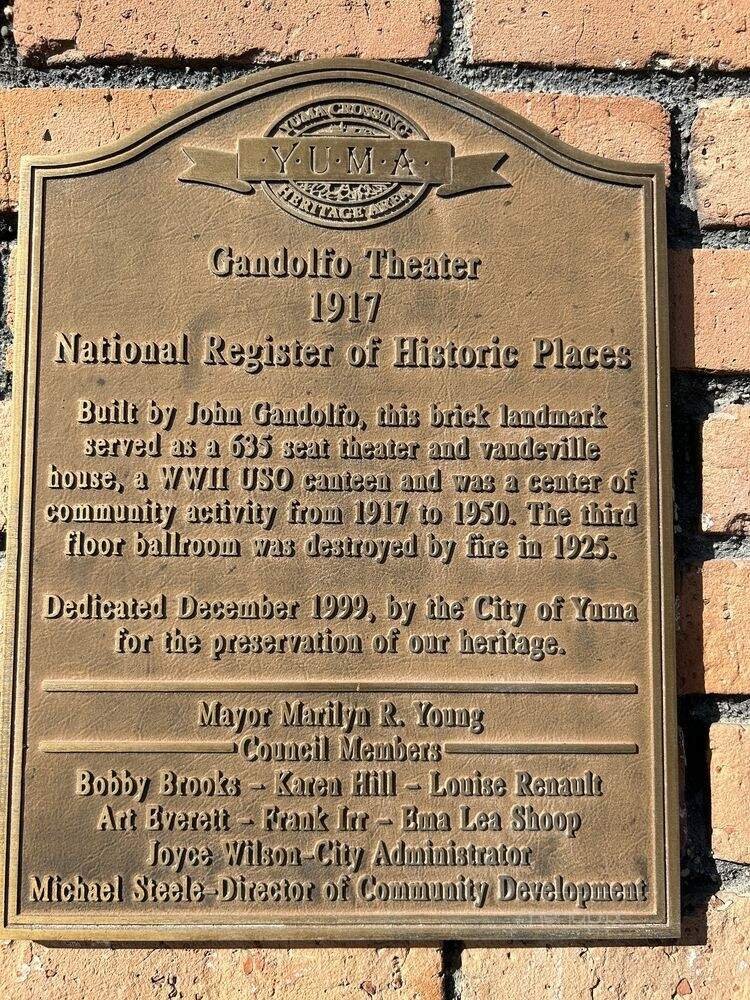 YUMA CROSSING
·Y·U·M·A·
HERITAGE AREA
Gandolfo Theater
1917
National Register of Historic Places
Built by John Gandolfo, this brick landmark
served as a 635 seat theater and vaudeville
house, a WWII USO canteen and was a center of
community activity from 1917 to 1950. The third
floor ballroom was destroyed by fire in 1925.
Dedicated December 1999, by the City of Yuma
for the preservation of our heritage.
Mayor Marilyn R. Young
Council Members
Bobby Brooks - Karen Hill - Louise Renault
Art Everett - Frank Irr - Ema Lea Shoop
Joyce Wilson-City Administrator
Michael Steele-Director of Community Development